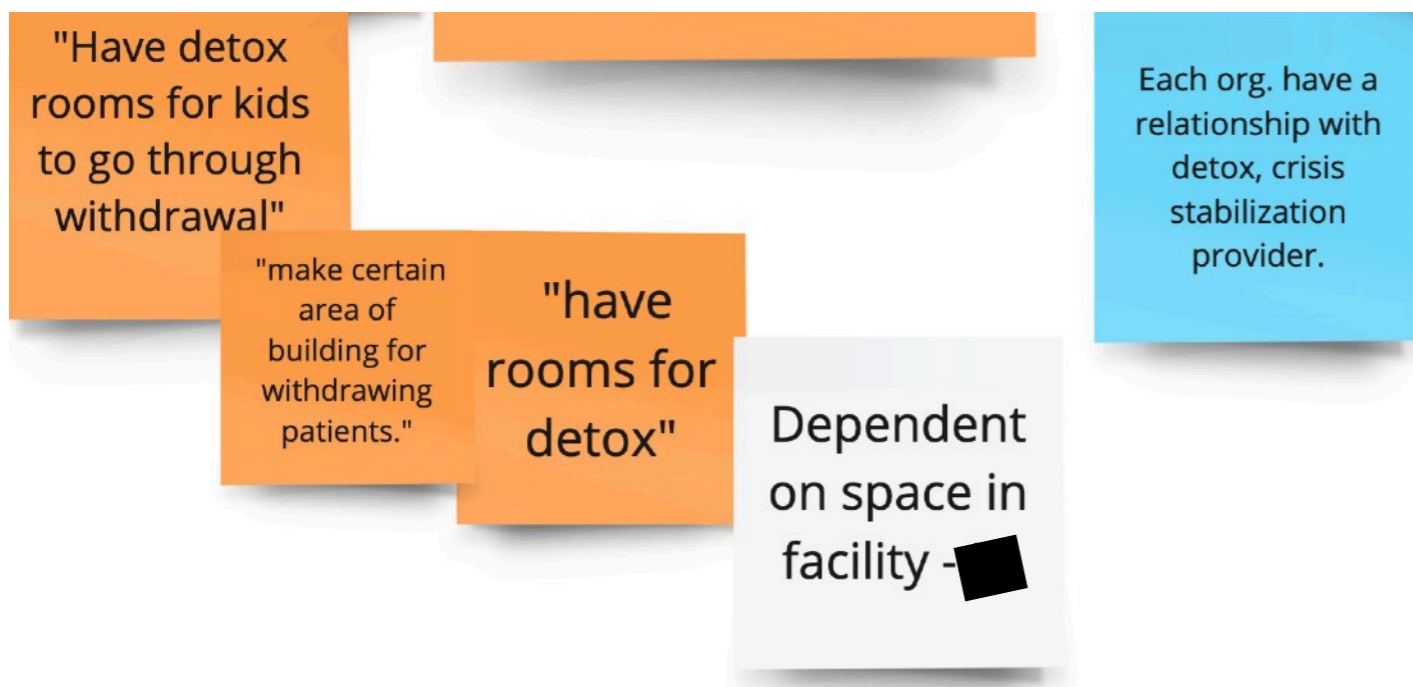 "Have detox
rooms for kids
to go through
withdrawal"
"make certain
area of
building for
withdrawing
patients."
"have
rooms for
detox"
Dependent
on space in
facility -
Each org. have a
relationship with
detox, crisis
stabilization
provider.